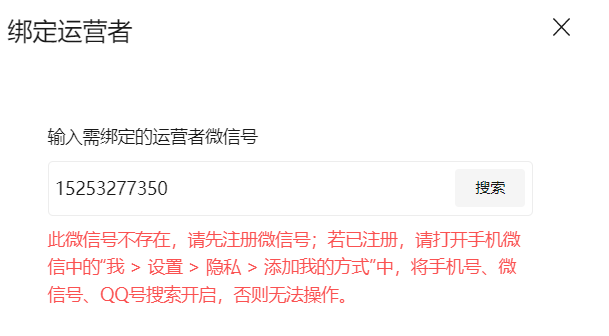 绑定运营者
输入需绑定的运营者微信号
15253277350
搜索
此微信号不存在，请先注册微信号；若已注册，请打开手机微
信中的“我 > 设置 > 隐私 > 添加我的方式”中，将手机号、微
信号、QQ号搜索开启，否则无法操作。